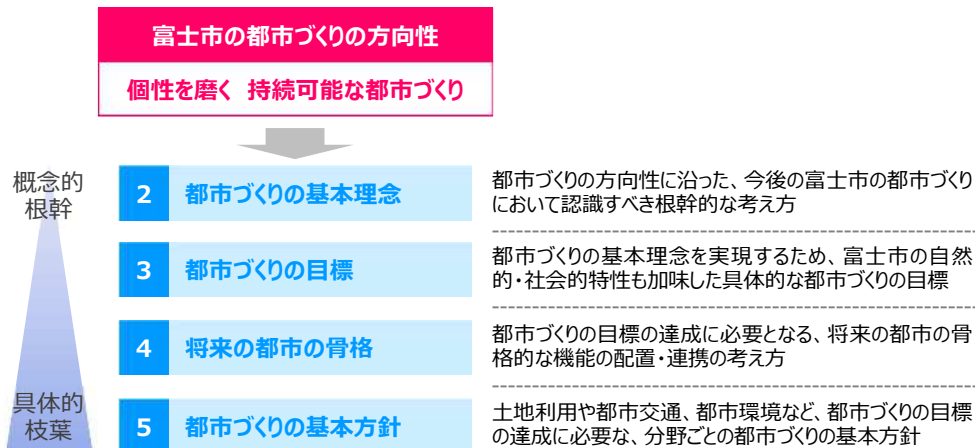 富士市の都市づくりの方向性
個性を磨く 持続可能な都市づくり
概念的
根幹
2 都市づくりの基本理念
都市づくりの方向性に沿った、今後の富士市の都市づくり
において認識すべき根幹的な考え方
3 都市づくりの目標
都市づくりの基本理念を実現するため、富士市の自然
的・社会的特性も加味した具体的な都市づくりの目標
4 将来の都市の骨格
都市づくりの目標の達成に必要となる、将来の都市の骨
格的な機能の配置・連携の考え方
具体的
枝葉
5 都市づくりの基本方針
土地利用や都市交通、都市環境など、都市づくりの目標
の達成に必要な、分野ごとの都市づくりの基本方針